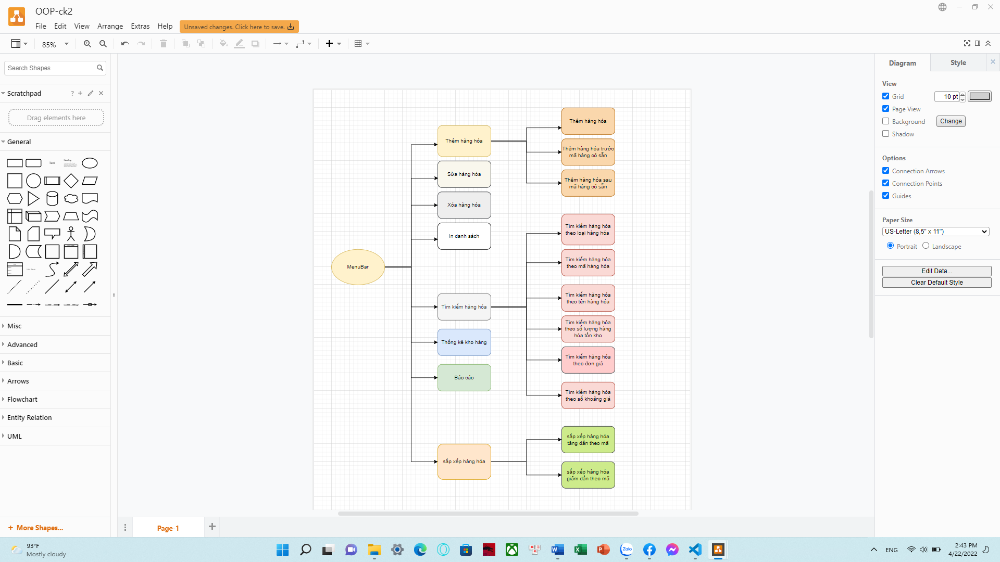 OOP-ck2
File Edit View Arrange Extras Help
Unsaved changes. Click here to save.
85%
Search Shapes
Scratchpad
?
Drag elements here
General
Text
Heading
Misc
Advanced
Basic
Arrows
Flowchart
Entity Relation
UML
+ More Shapes...
MenuBar
Thêm hàng hóa
Sửa hàng hóa
Xóa hàng hóa
In danh sách
Tìm kiếm hàng hóa
Thống kê kho hàng
Báo cáo
sắp xếp hàng hóa
Thêm hàng hóa
Thêm hàng hóa trước
mã hàng có sẵn
Thêm hàng hóa sau
mã hàng có sẵn
Tìm kiếm hàng hóa
theo loại hàng hóa
Tìm kiếm hàng hóa
theo mã hàng hóa
Tìm kiếm hàng hóa
theo tên hàng hóa
Tìm kiếm hàng hóa
theo số lượng hàng
hóa tồn kho
Tìm kiếm hàng hóa
theo đơn giá
Tìm kiếm hàng hóa
theo số khoảng giá
sắp xếp hàng hóa
tăng dần theo mã
sắp xếp hàng hóa
giảm dần theo mã
Page-1
Diagram
Style
View
Grid
10 pt
Page View
Background
Change
Shadow
Options
Connection Arrows
Connection Points
Guides
Paper Size
US-Letter (8,5" x 11")
Portrait
Landscape
Edit Data...
Clear Default Style
93°F
Mostly cloudy
Zalo
ENG
2:43 PM
4/22/2022